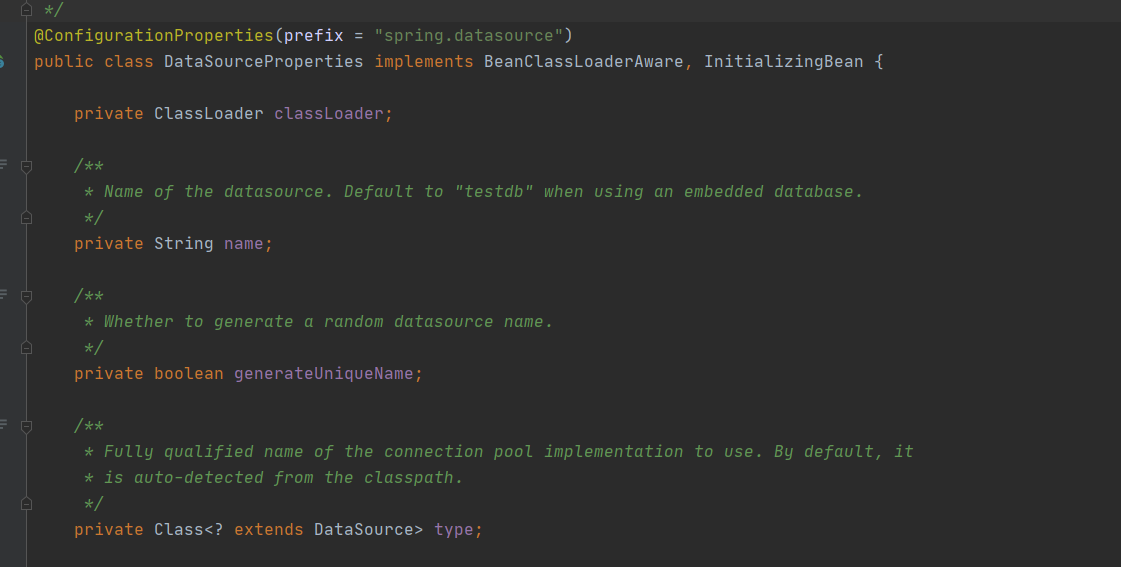 */
@ConfigurationProperties(prefix = "spring.datasource")
public class DataSourceProperties implements BeanClassLoaderAware, InitializingBean {
private ClassLoader classLoader;
/**
* Name of the datasource. Default to "testdb" when using an embedded database.
*/
private String name;
/**
* Whether to generate a random datasource name.
*/
private boolean generateUniqueName;
/**
* Fully qualified name of the connection pool implementation to use. By default, it
* is auto-detected from the classpath.
*/
private Class<? extends DataSource> type;